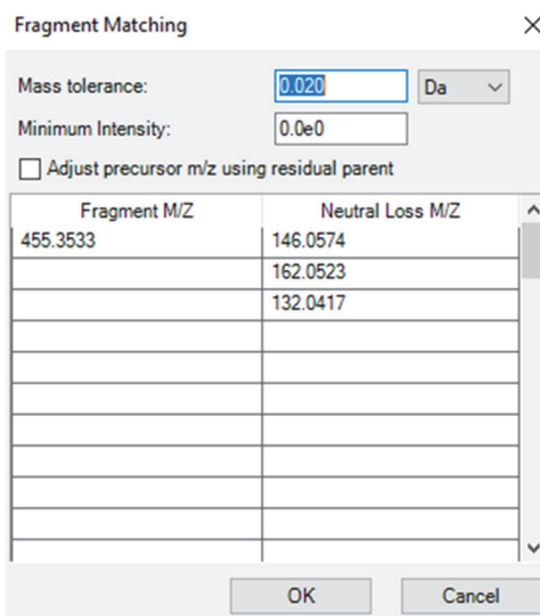 Fragment Matching
Mass tolerance: 0.020 Da
Minimum Intensity: 0.0e0
Adjust precursor m/z using residual parent
Fragment M/Z Neutral Loss M/Z
455.3533 146.0574
162.0523
132.0417
OK Cancel